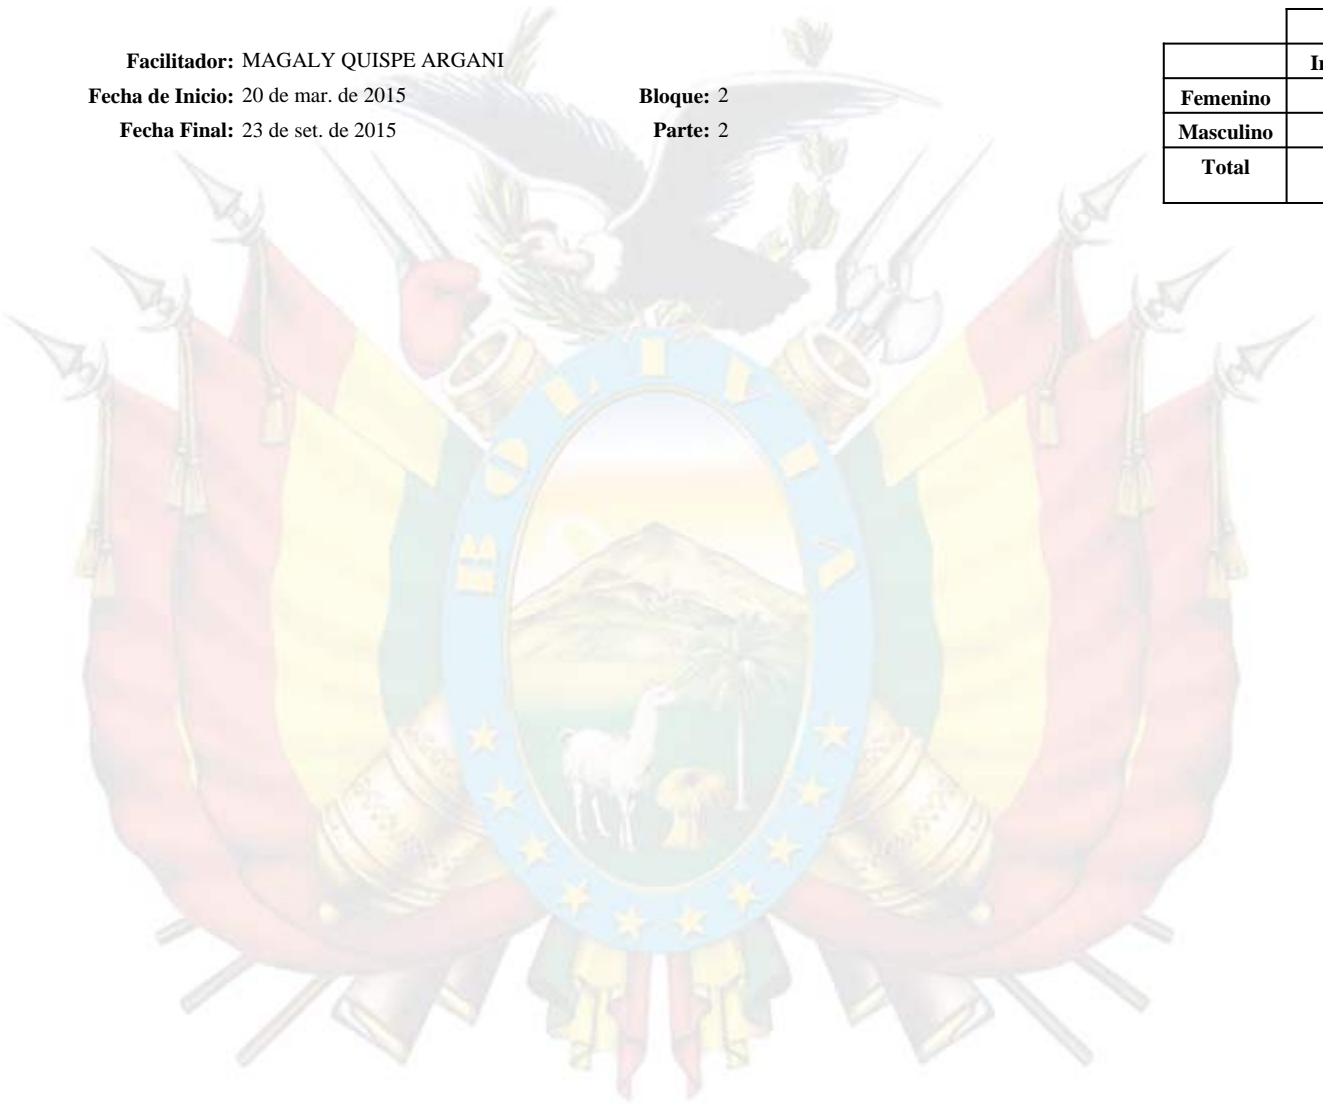 Facilitador: MAGALY QUISPE ARGANI
Fecha de Inicio: 20 de mar. de 2015 Bloque: 2
Fecha Final: 23 de set. de 2015 Parte: 2
Femenino
Masculino
Total
BOLIVIA